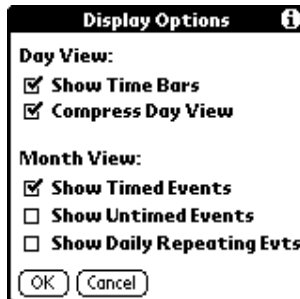 Display Options i
Day View:
Show Time Bars
Compress Day View
Month View:
Show Timed Events
Show Untimed Events
Show Daily Repeating Evts
OK Cancel